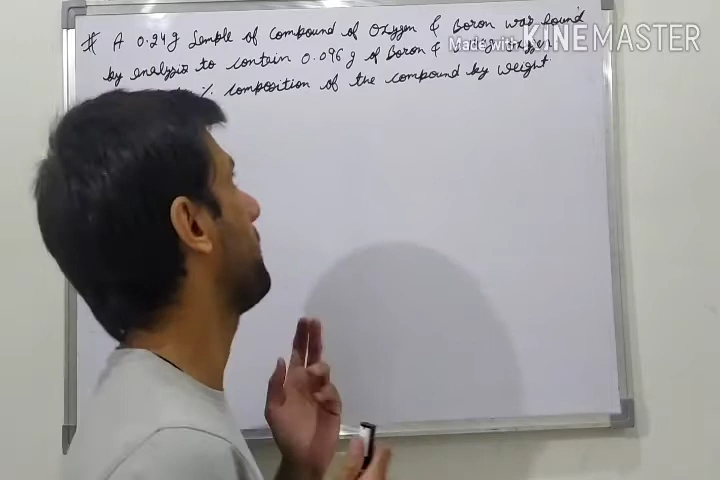 # A 0.24g Sample of Compound of Oxygen & Boron was found
Made with KINEMASTER
by analysis to contain 0.096 g of Boron & oxygen
% composition of the compound by weight